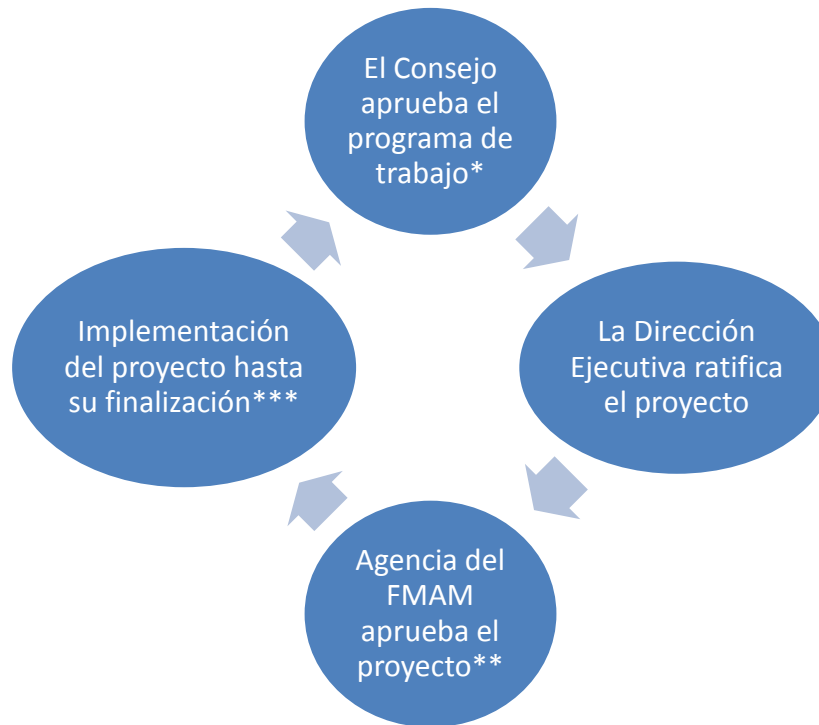 El Consejo
aprueba el
programa de
trabajo*
La Dirección
Ejecutiva ratifica
el proyecto
Agencia del
FMAM
aprueba el
proyecto**
Implementación
del proyecto hasta
su finalización***